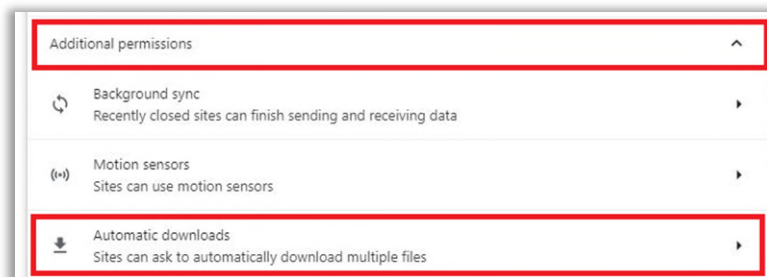 Additional permissions
Background sync
Recently closed sites can finish sending and receiving data
Motion sensors
Sites can use motion sensors
Automatic downloads
Sites can ask to automatically download multiple files